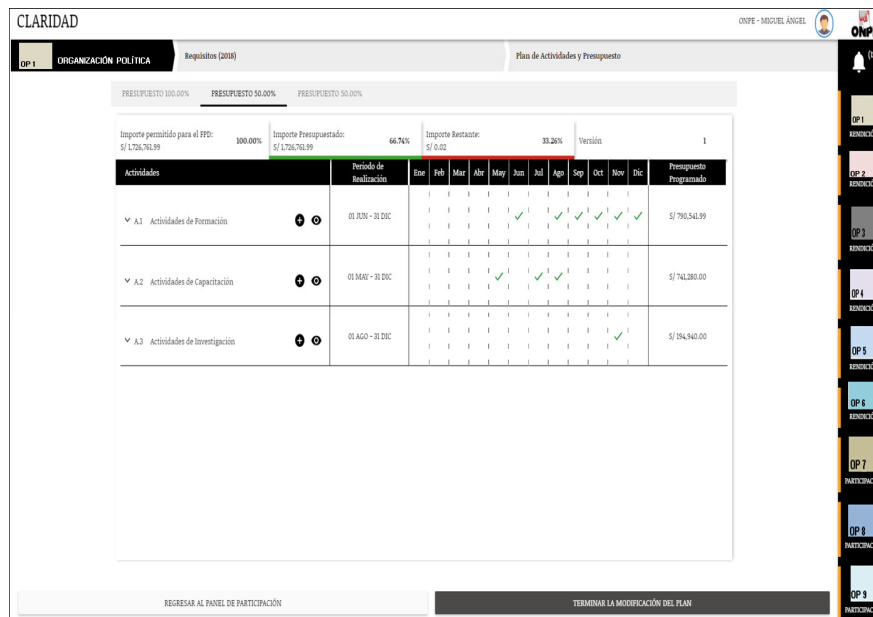 CLARIDAD
ONPE - MIGUEL ÁNGEL
ONPE
OP 1
ORGANIZACIÓN POLÍTICA
Requisitos (2018)
Plan de Actividades y Presupuesto
PRESUPUESTO 100.00%
PRESUPUESTO 50.00%
PRESUPUESTO 50.00%
Importe permitido para el FPD:
S/ 1,726,761.99
100.00%
Importe Presupuestado:
S/ 1,726,761.99
66.74%
Importe Restante:
S/ 0.02
33.26%
Versión
1
Actividades
Periodo de
Realización
Ene Feb Mar Abr May Jun Jul Ago Sep Oct Nov Dic
Presupuesto
Programado
A.1 Actividades de Formación
01 JUN - 31 DIC
S/ 790,541.99
A.2 Actividades de Capacitación
01 MAY - 31 DIC
S/ 741,280.00
A.3 Actividades de Investigación
01 AGO - 31 DIC
S/ 194,940.00
REGRESAR AL PANEL DE PARTICIPACIÓN
TERMINAR LA MODIFICACIÓN DEL PLAN
OP 1
RENDICIÓ
OP 2
RENDICIÓ
OP 3
RENDICIÓ
OP 4
RENDICIÓ
OP 5
RENDICIÓ
OP 6
RENDICIÓ
OP 7
PARTICIPAC
OP 8
PARTICIPAC
OP 9
PARTICIPAC